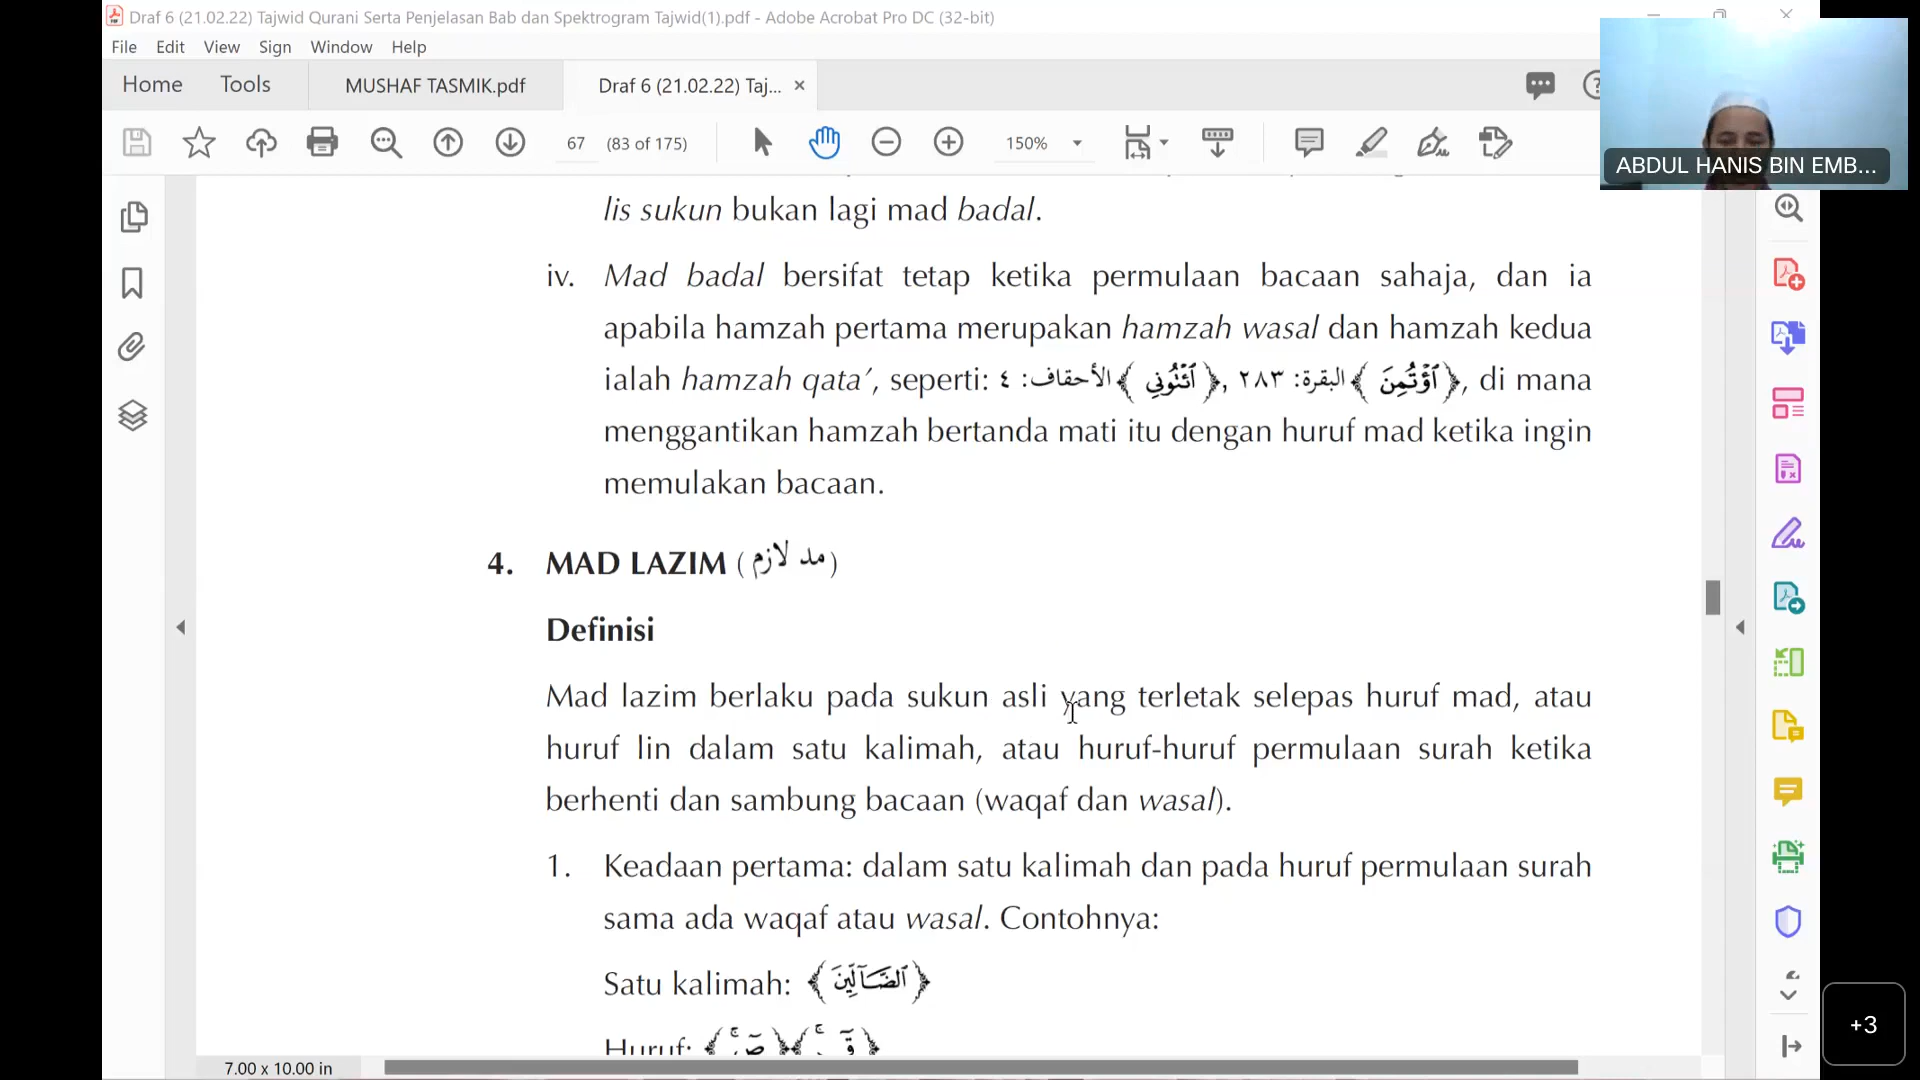 Draf 6 (21.02.22) Tajwid Qurani Serta Penjelasan Bab dan Spektrogram Tajwid(1).pdf - Adobe Acrobat Pro DC (32-bit)
File Edit View Sign Window Help
Home Tools MUSHAF TASMIK.pdf Draf 6 (21.02.22) Taj...
67 (83 of 175) 150%
ABDUL HANIS BIN EMB...
lis sukun bukan lagi mad badal.
iv. Mad badal bersifat tetap ketika permulaan bacaan sahaja, dan ia
apabila hamzah pertama merupakan hamzah wasal dan hamzah kedua
ialah hamzah qata’, seperti: ﴿ ٱئۡتُونِي ﴾ الأحقاف: ٤, ﴿ ٱؤۡتُمِنَ ﴾ البقرة: ٢٨٣, di mana
menggantikan hamzah bertanda mati itu dengan huruf mad ketika ingin
memulakan bacaan.
4. MAD LAZIM (مد لازم)
Definisi
Mad lazim berlaku pada sukun asli yang terletak selepas huruf mad, atau
huruf lin dalam satu kalimah, atau huruf-huruf permulaan surah ketika
berhenti dan sambung bacaan (waqaf dan wasal).
1. Keadaan pertama: dalam satu kalimah dan pada huruf permulaan surah
sama ada waqaf atau wasal. Contohnya:
Satu kalimah: ﴿ ٱلضَّآلِّينَ ﴾
Huruf: ﴿ صٓۚ ﴾ ﴿ قٓۚ ﴾
7.00 x 10.00 in
+3